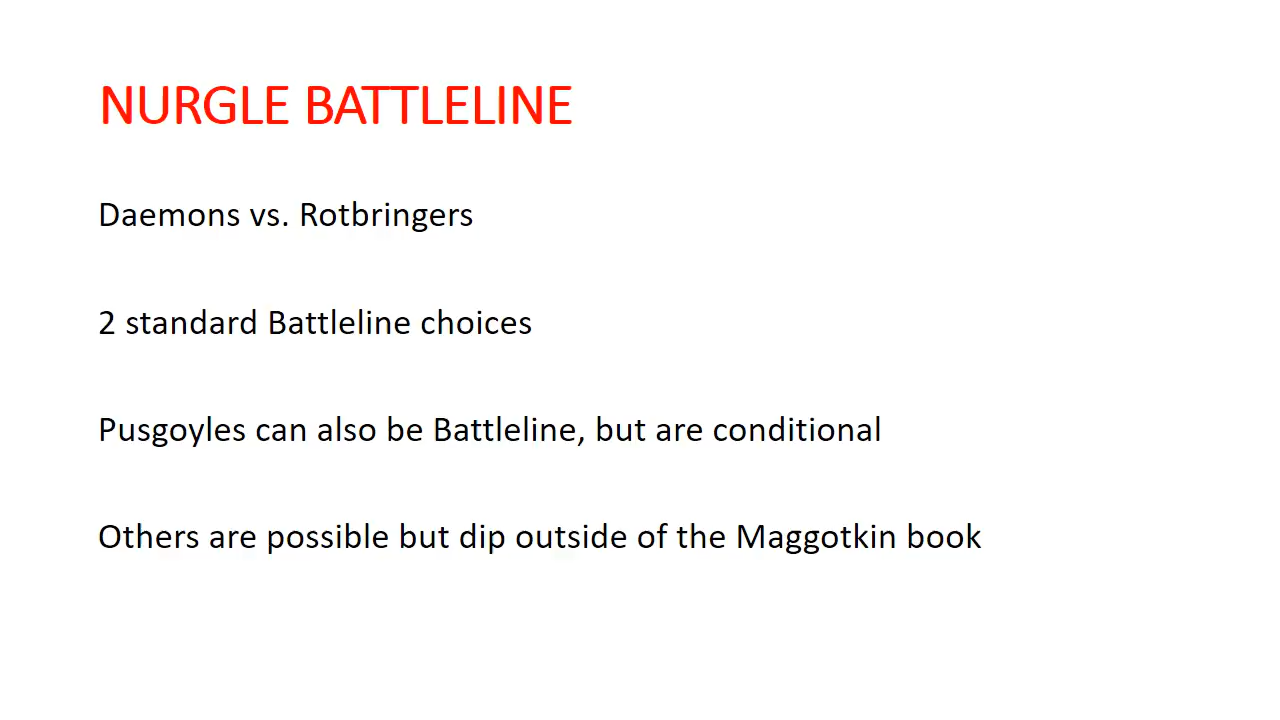 NURGLE BATTLELINE
Daemons vs. Rotbringers
2 standard Battleline choices
Pusgoyles can also be Battleline, but are conditional
Others are possible but dip outside of the Maggotkin book